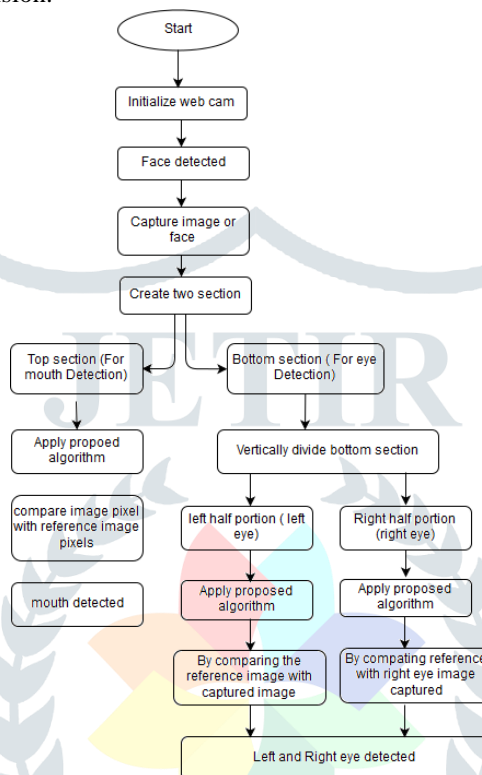 Start
Initialize web cam
Face detected
Capture image or
face
Create two section
Top section (For
mouth Detection)
Bottom section ( For eye
Detection)
Apply propoed
algorithm
Vertically divide bottom section
compare image pixel
with reference image
pixels
left half portion ( left
eye)
Right half portion
(right eye)
mouth detected
Apply proposed
algorithm
Apply proposed
algorithm
By comparing the
reference image with
captured image
By compating reference
with right eye image
captured
Left and Right eye detected
JETIR